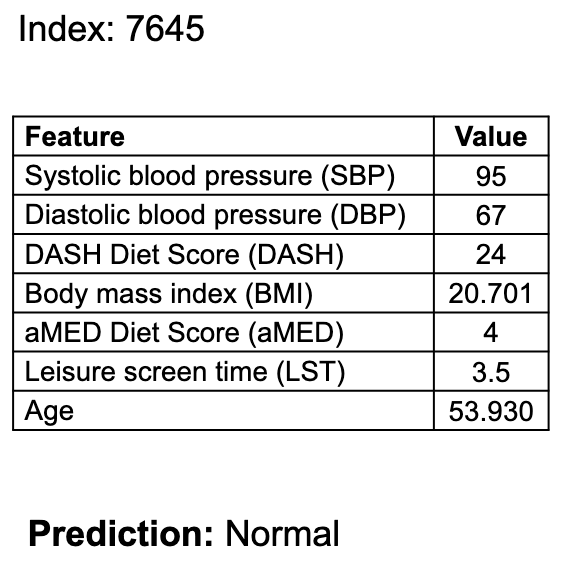 Index: 7645
Feature Value
Systolic blood pressure (SBP) 95
Diastolic blood pressure (DBP) 67
DASH Diet Score (DASH) 24
Body mass index (BMI) 20.701
aMED Diet Score (aMED) 4
Leisure screen time (LST) 3.5
Age 53.930
Prediction: Normal